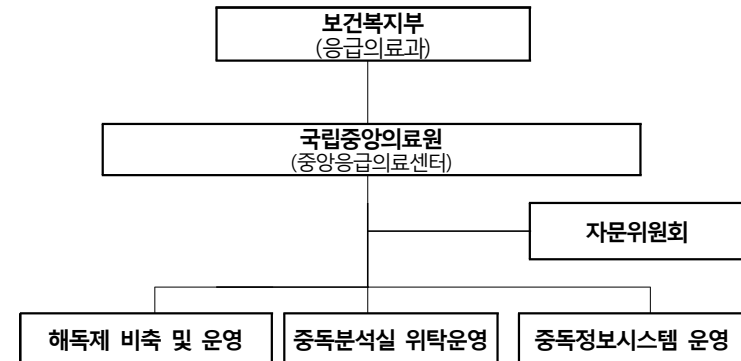 보건복지부
(응급의료과)
국립중앙의료원
(중앙응급의료센터)
자문위원회
해독제 비축 및 운영
중독분석실 위탁운영
중독정보시스템 운영